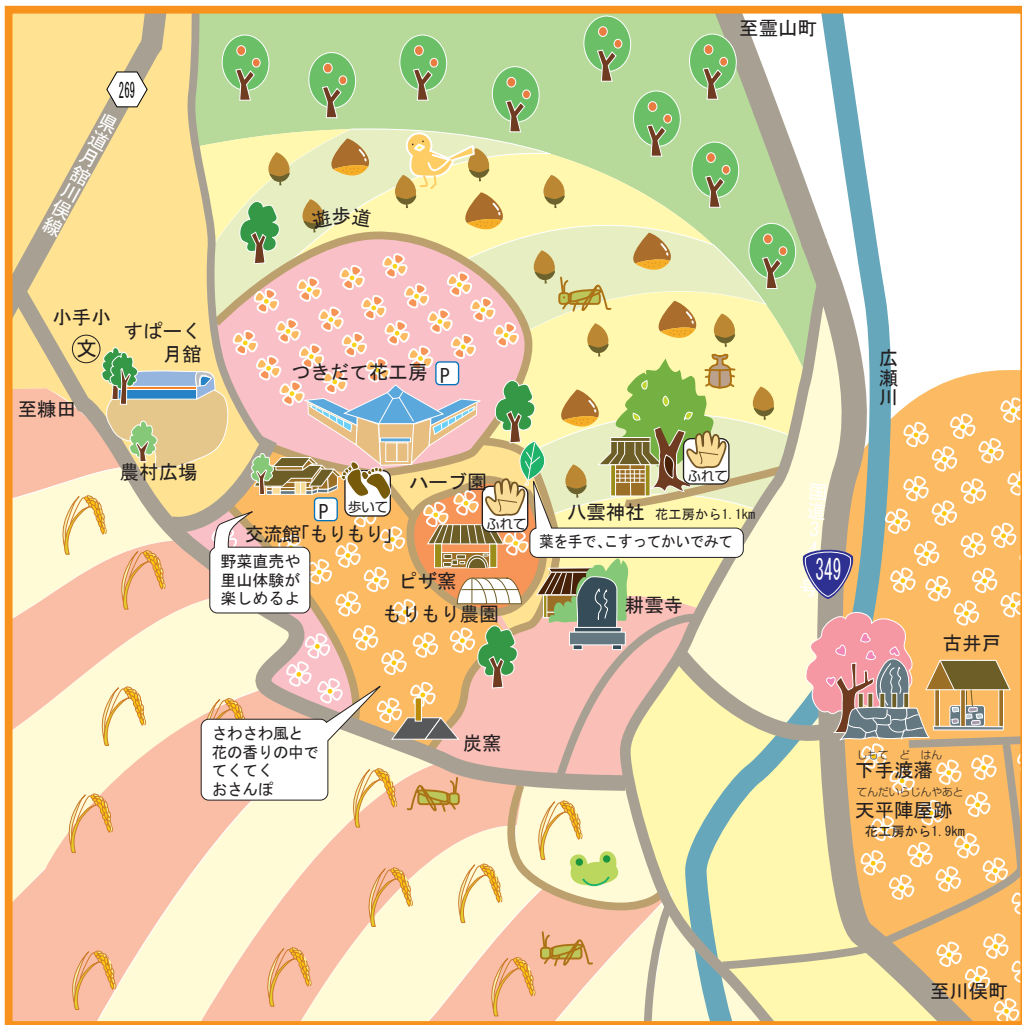 至霊山町
269
県道月舘川俣線
遊歩道
小手小
文
すぱーく
月舘
つきだて花工房
P
広瀬川
至糠田
農村広場
ハーブ園
歩いて
ふれて
ふれて
P
交流館「もりもり」
八雲神社 花工房から1.1km
葉を手で、こすってかいでみて
野菜直売や
里山体験が
楽しめるよ
ピザ窯
もりもり農園
耕雲寺
349
古井戸
さわさわ風と
花の香りの中で
てくてく
おさんぽ
炭窯
しもて ど はん
下手渡藩
てんだいらじんやあと
天平陣屋跡
花工房から1.9km
至川俣町